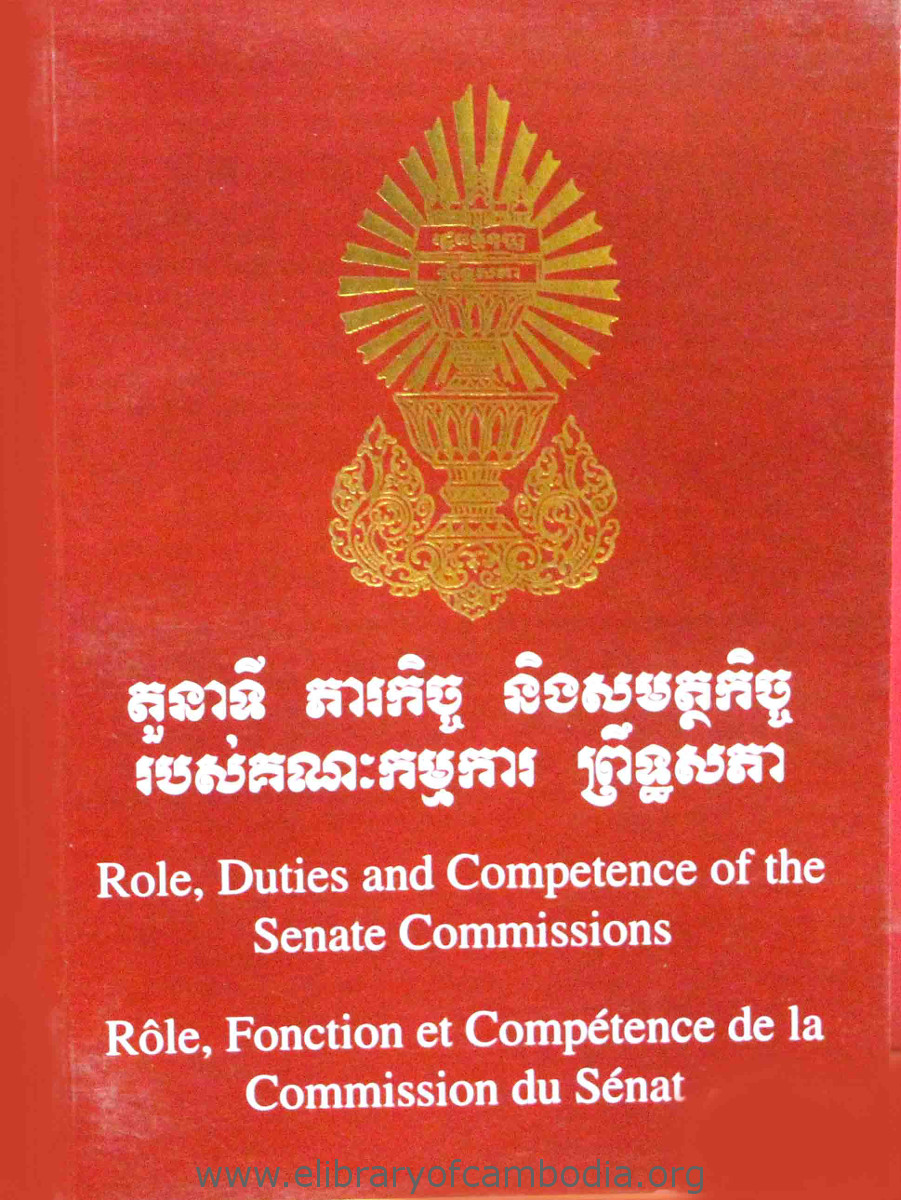 តួនាទី ភារកិច្ច និងសមត្ថកិច្ច
របស់គណៈកម្មការ ព្រឹទ្ធសភា
Role, Duties and Competence of the
Senate Commissions
Rôle, Fonction et Compétence de la
Commission du Sénat
www.elibraryofcambodia.org